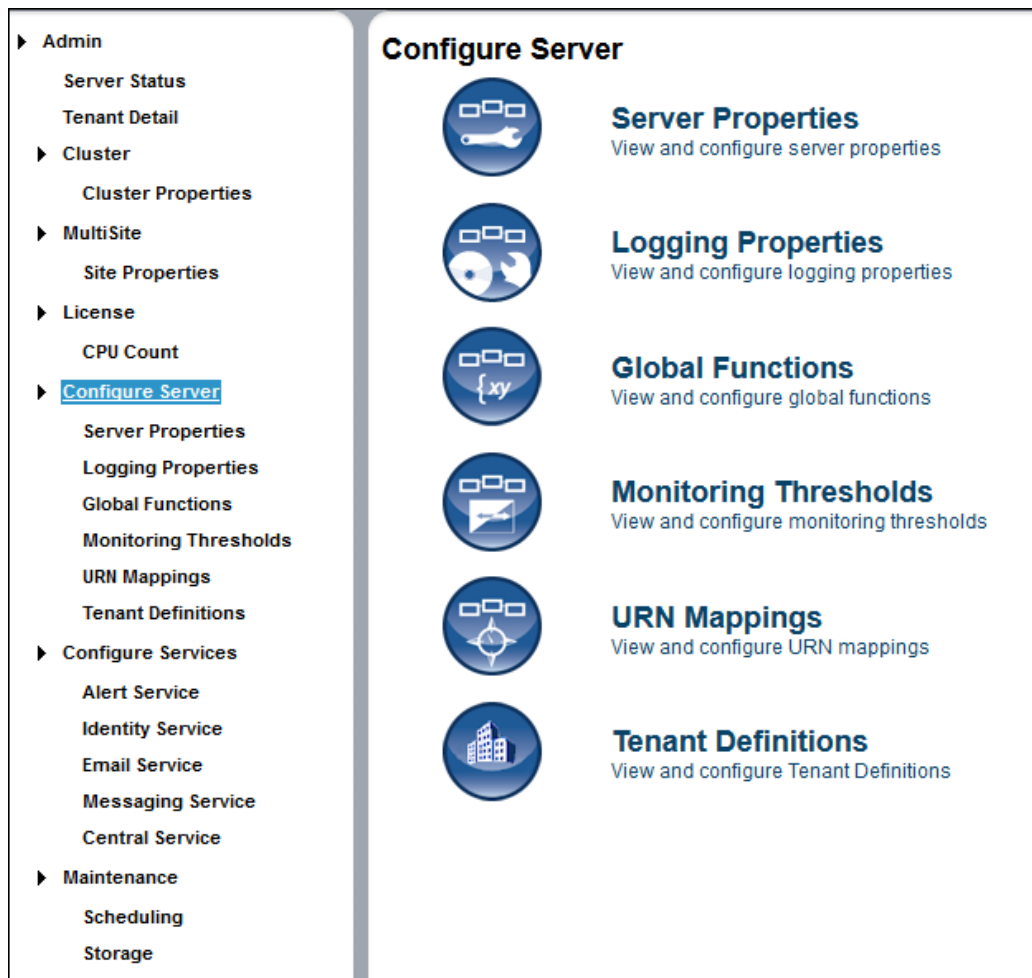 Admin
Server Status
Tenant Detail
Cluster
Cluster Properties
MultiSite
Site Properties
License
CPU Count
Configure Server
Server Properties
Logging Properties
Global Functions
Monitoring Thresholds
URN Mappings
Tenant Definitions
Configure Services
Alert Service
Identity Service
Email Service
Messaging Service
Central Service
Maintenance
Scheduling
Storage
Configure Server
Server Properties
View and configure server properties
Logging Properties
View and configure logging properties
{xy
Global Functions
View and configure global functions
Monitoring Thresholds
View and configure monitoring thresholds
URN Mappings
View and configure URN mappings
Tenant Definitions
View and configure Tenant Definitions